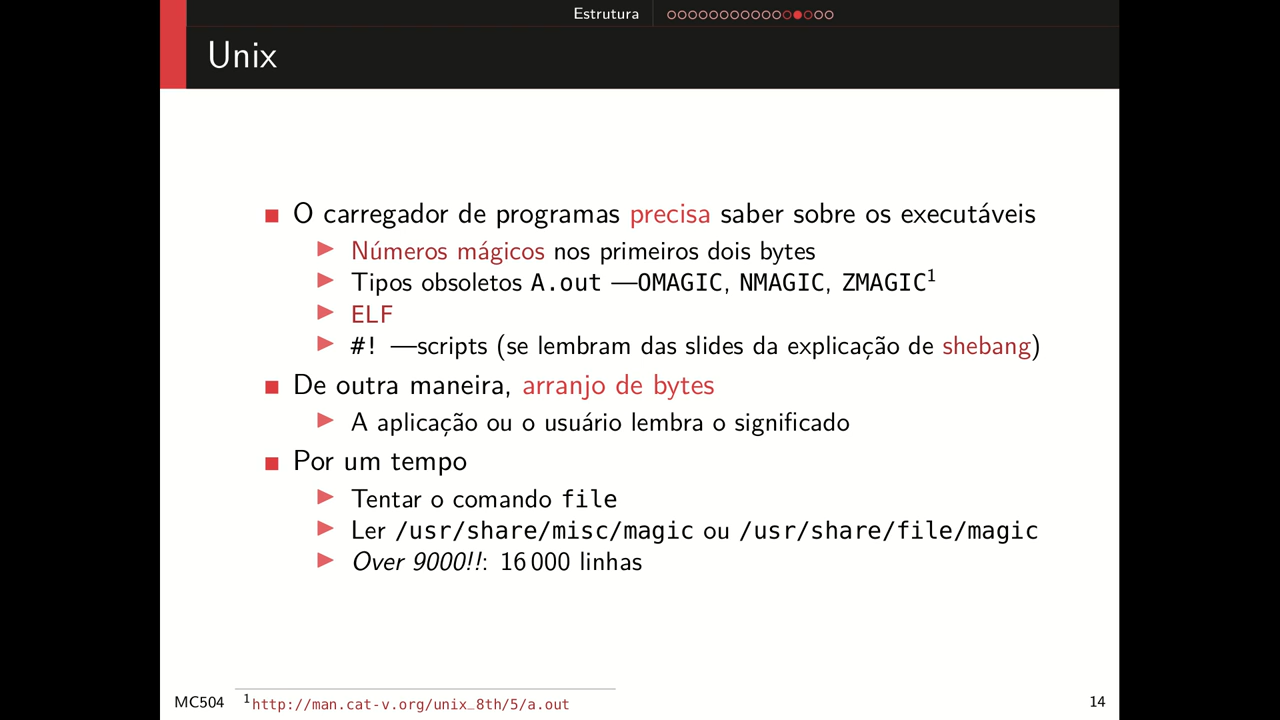 Estrutura
Unix
O carregador de programas precisa saber sobre os executáveis
Números mágicos nos primeiros dois bytes
Tipos obsoletos A.out —OMAGIC, NMAGIC, ZMAGIC¹
ELF
#! —scripts (se lembram das slides da explicação de shebang)
De outra maneira, arranjo de bytes
A aplicação ou o usuário lembra o significado
Por um tempo
Tentar o comando file
Ler /usr/share/misc/magic ou /usr/share/file/magic
Over 9000!!: 16 000 linhas
MC504 ¹http://man.cat-v.org/unix_8th/5/a.out 14